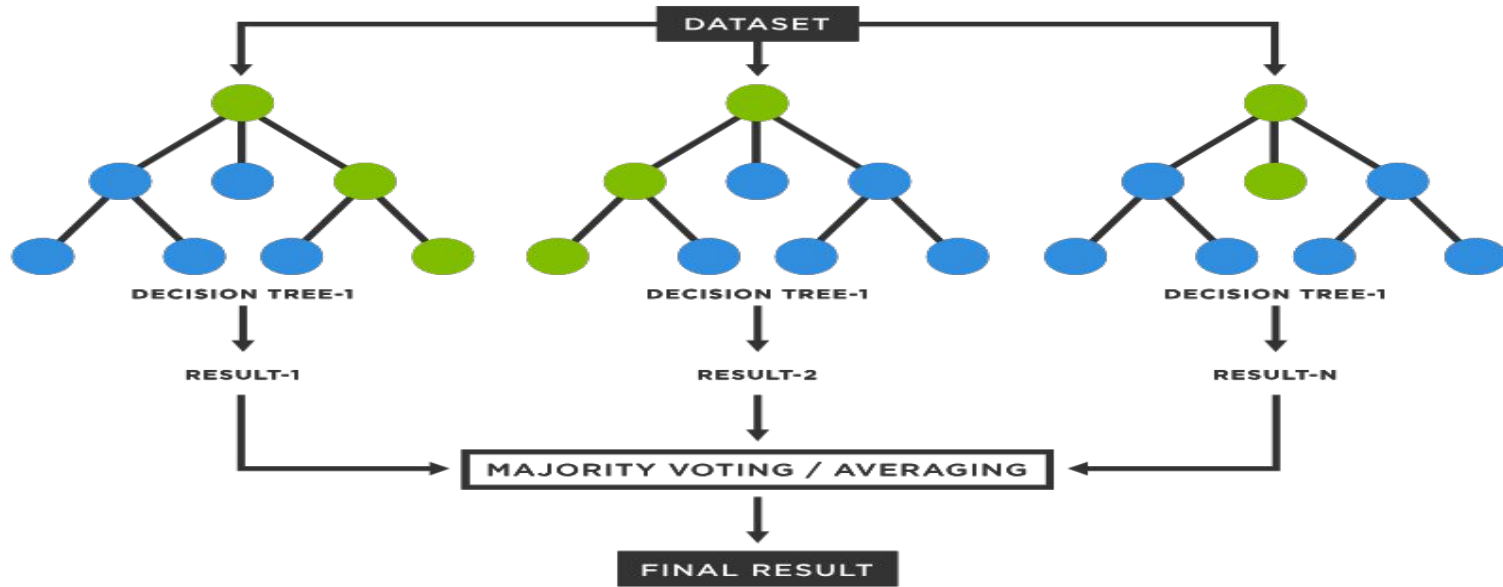 DATASET
DECISION TREE-1
DECISION TREE-1
DECISION TREE-1
RESULT-1
RESULT-2
RESULT-N
MAJORITY VOTING / AVERAGING
FINAL RESULT